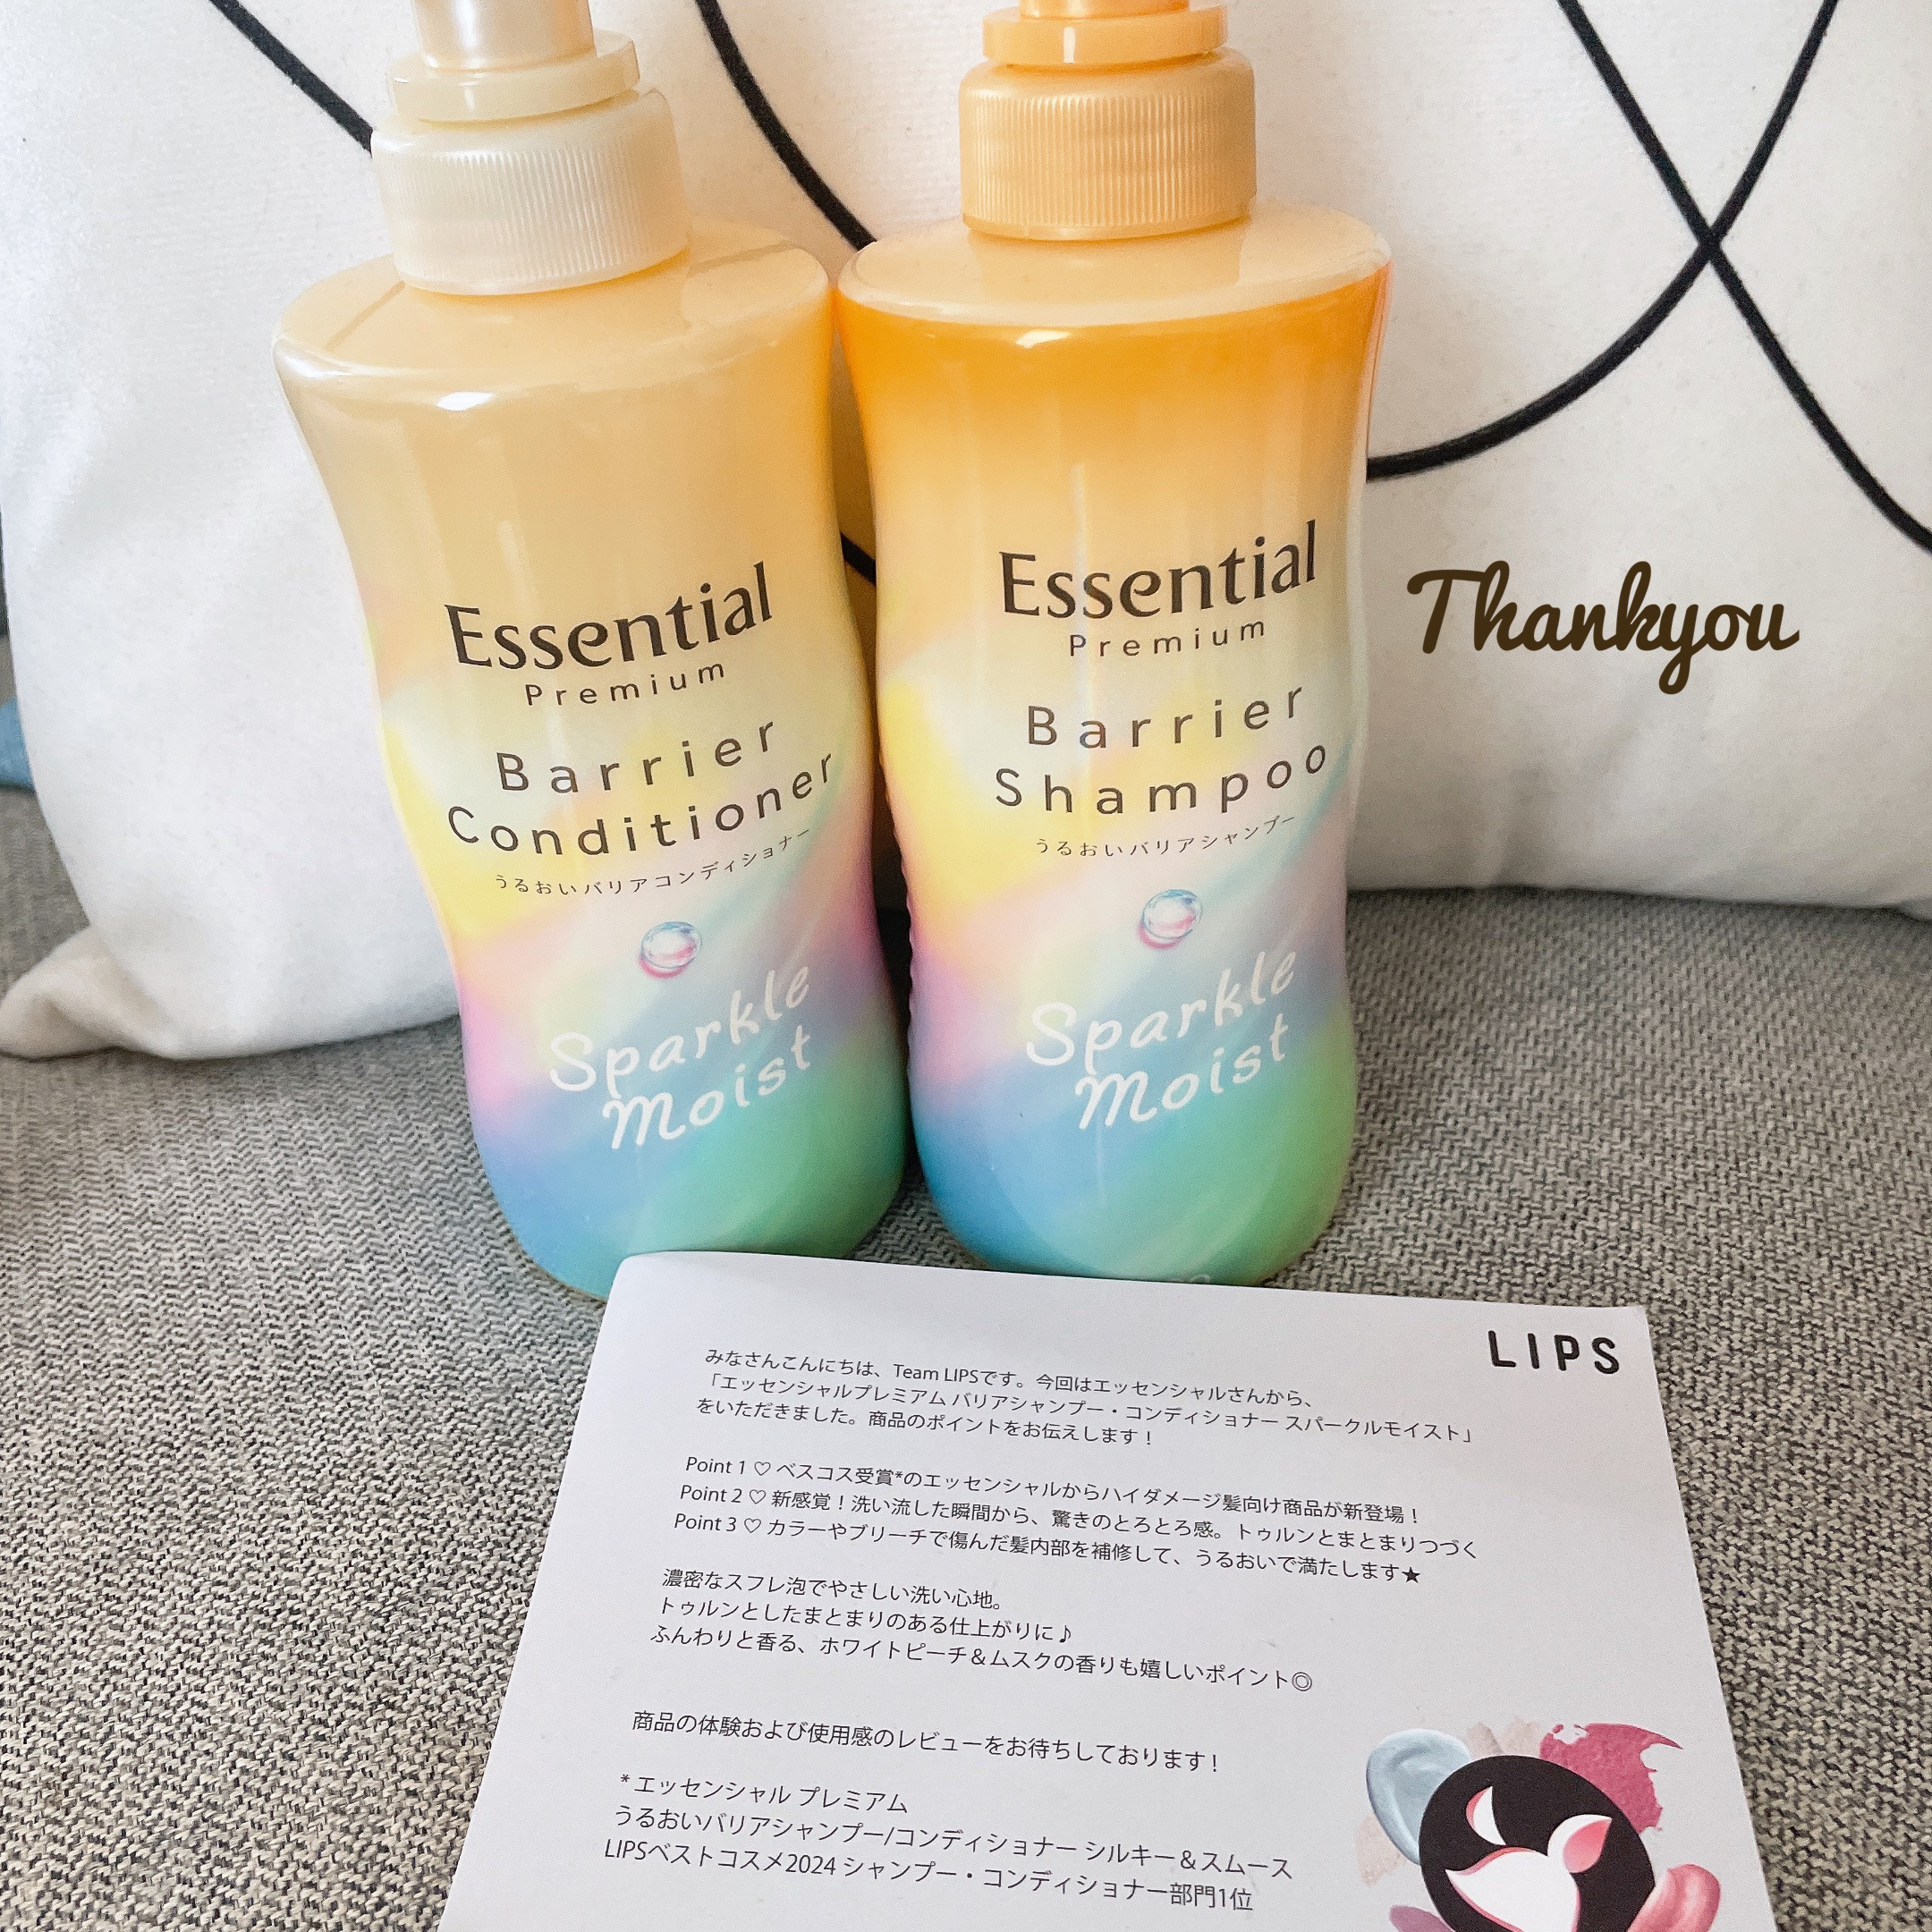 Essential
Premium
Barrier
Conditioner
うるおいバリアコンディショナー
Sparkle
Moist
Essential
Premium
Barrier
Shampoo
うるおいバリアシャンプー
Sparkle
Moist
Thankyou
LIPS
みなさんこんにちは、Team LIPSです。今回はエッセンシャルさんから、
「エッセンシャルプレミアム バリアシャンプー・コンディショナー スパークルモイスト」
をいただきました。商品のポイントをお伝えします！
Point 1 ♡ ベスコス受賞*のエッセンシャルからハイダメージ髪向け商品が新登場！
Point 2 ♡ 新感覚！洗い流した瞬間から、驚きのとろとろ感。トゥルンとまとまりつづく
Point 3 ♡ カラーやブリーチで傷んだ髪内部を補修して、うるおいで満たします★
濃密なスフレ泡でやさしい洗い心地。
トゥルンとしたまとまりのある仕上がりに♪
ふんわりと香る、ホワイトピーチ＆ムスクの香りも嬉しいポイント◎
商品の体験および使用感のレビューをお待ちしております！
* エッセンシャル プレミアム
うるおいバリアシャンプー/コンディショナー シルキー＆スムース
LIPSベストコスメ2024 シャンプー・コンディショナー部門1位